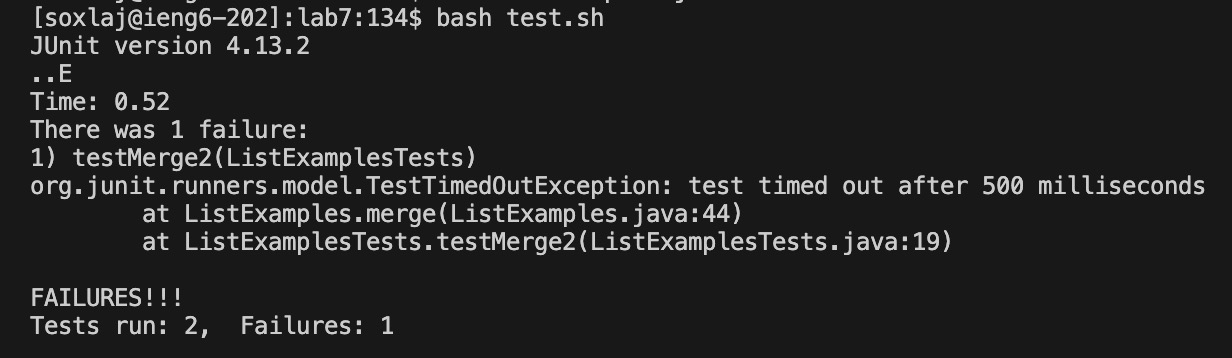 [soxlaj@ieng6-202]:lab7:134$ bash test.sh
JUnit version 4.13.2
..E
Time: 0.52
There was 1 failure:
1) testMerge2(ListExamplesTests)
org.junit.runners.model.TestTimedOutException: test timed out after 500 milliseconds
        at ListExamples.merge(ListExamples.java:44)
        at ListExamplesTests.testMerge2(ListExamplesTests.java:19)

FAILURES!!!
Tests run: 2,  Failures: 1